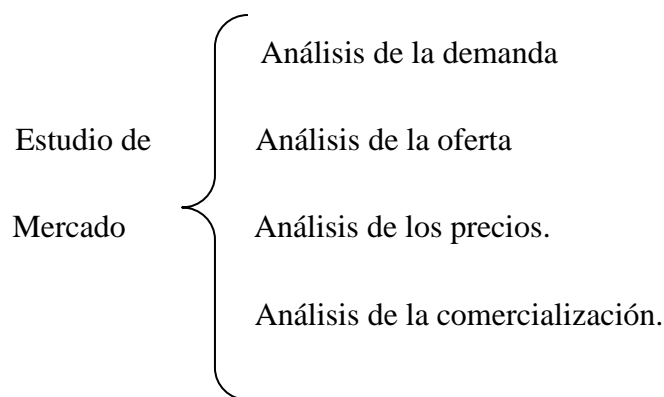 Análisis de la demanda
Estudio de
Análisis de la oferta
Mercado
Análisis de los precios.
Análisis de la comercialización.